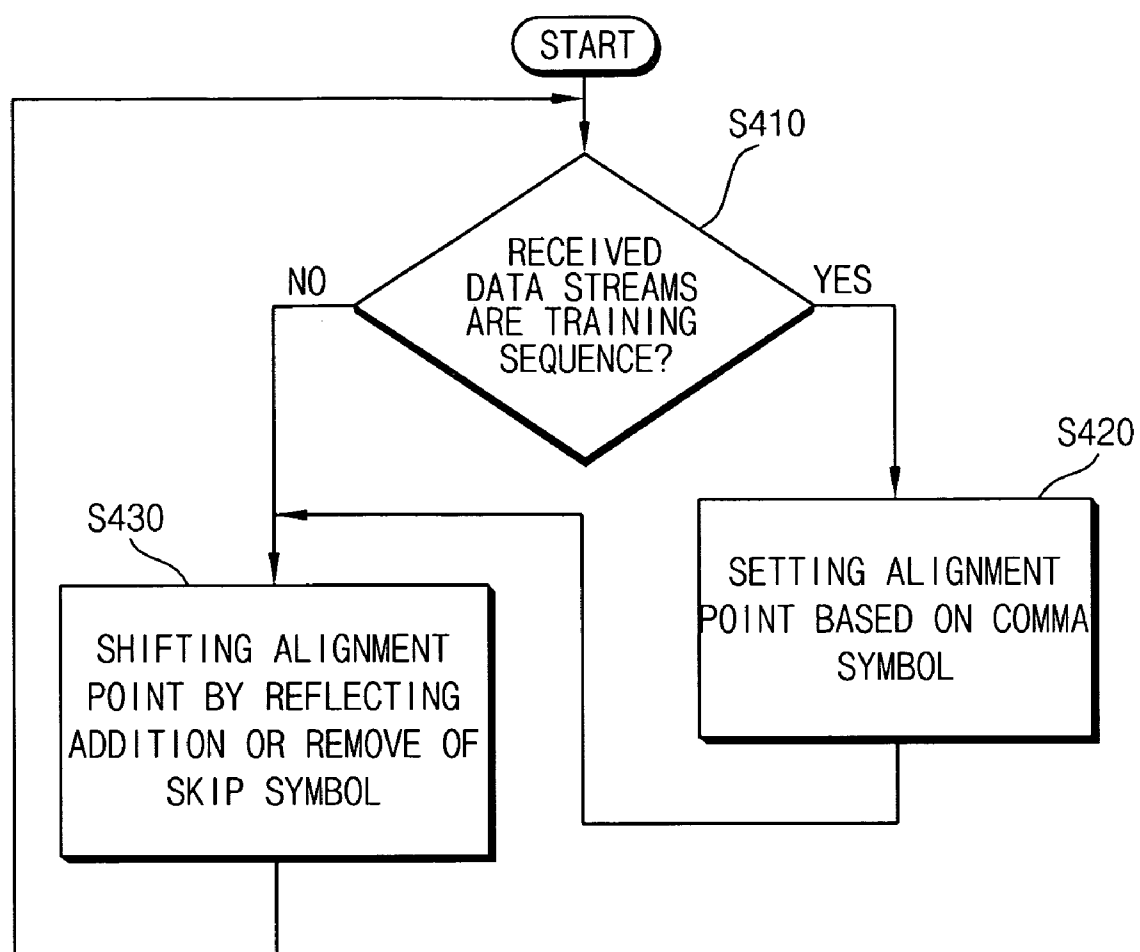 START
S410
RECEIVED
DATA STREAMS
ARE TRAINING
SEQUENCE?
NO
YES
S420
SETTING ALIGNMENT
POINT BASED ON COMMA
SYMBOL
S430
SHIFTING ALIGNMENT
POINT BY REFLECTING
ADDITION OR REMOVE OF
SKIP SYMBOL